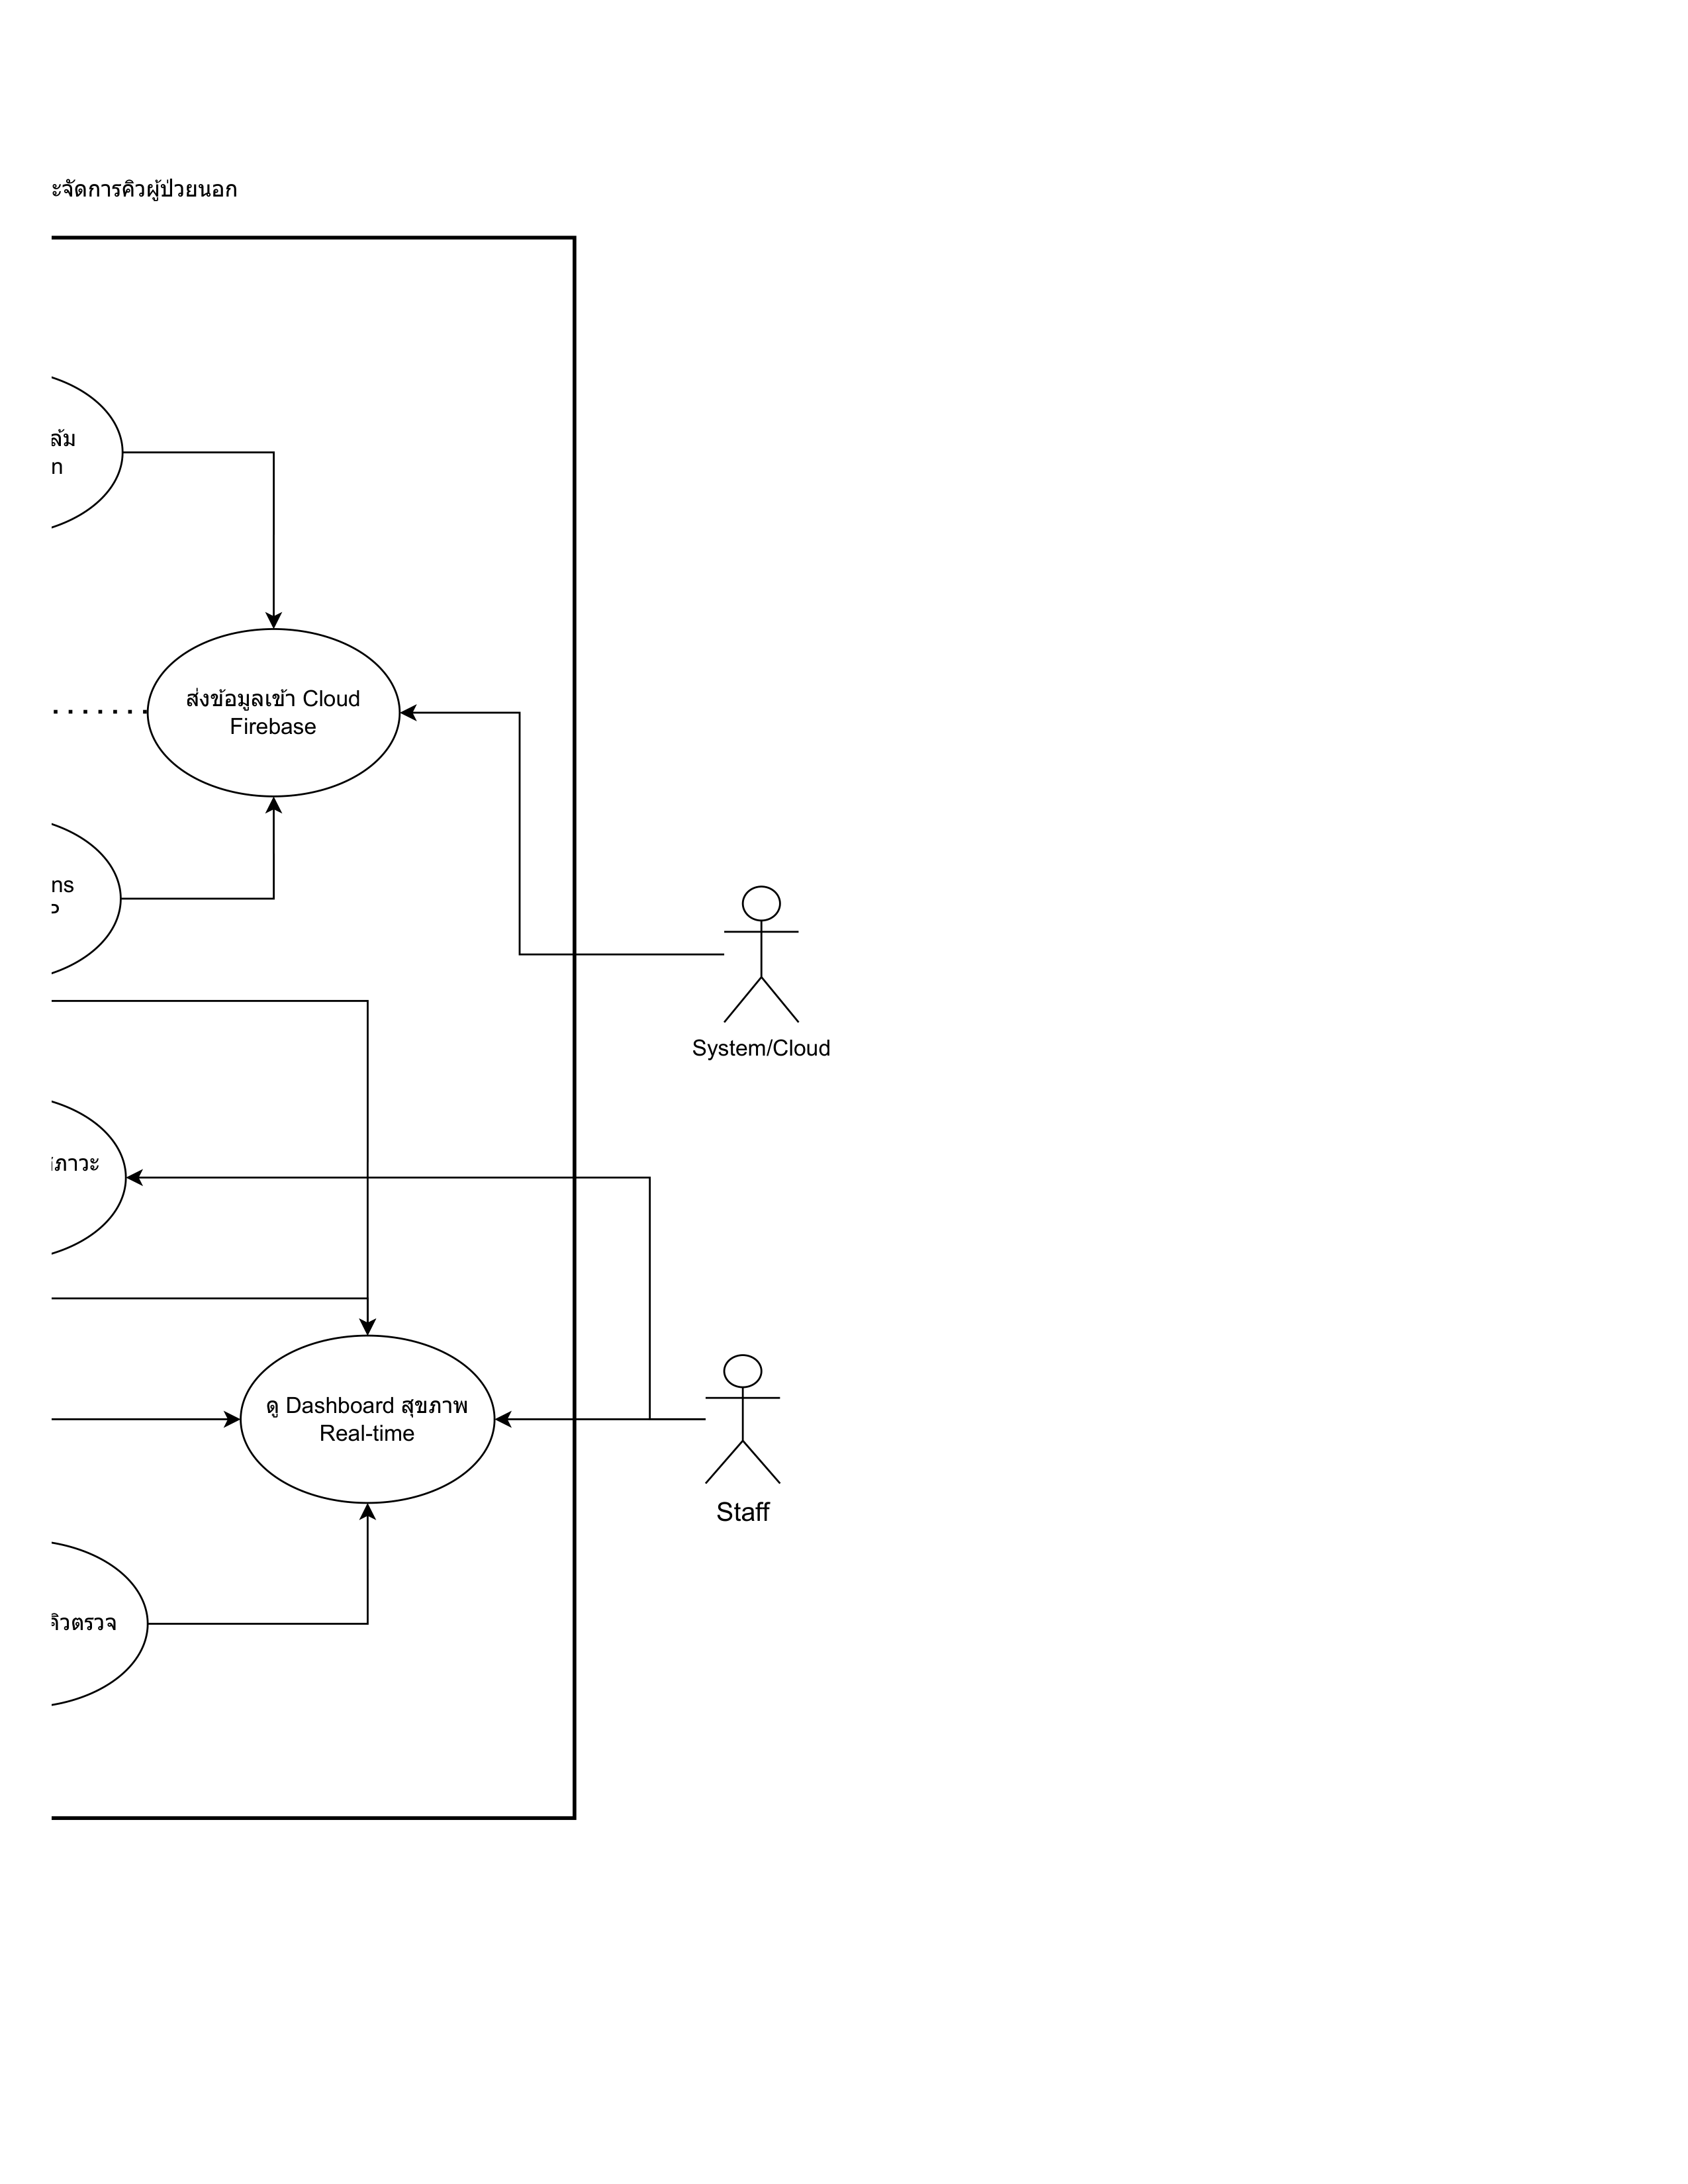 ะจัดการคิวผู้ป่วยนอก
ล้ม
n
ส่งข้อมูลเข้า Cloud
Firebase
ns
System/Cloud
ภาวะ
ดู Dashboard สุขภาพ
Real-time
Staff
คิวตรวจ